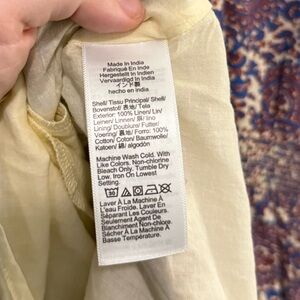 Made In India
Fabriqué En Inde
Hergestellt In Indien
Vervaardigd In India
インド製
hecho en india
Shell/ Tissu Principal/ Shell/
Bovenstof/ 表地/ Tela
Exterior: 100% Linen/ Lin/
Leinen/ Linnen/ 麻/ lino
Lining/ Doublure/ Futter/
Voering/ 裏地/ Forro: 100%
Cotton/ Coton/ Baumwolle/
Katoen/ 綿/ algodón
Machine Wash Cold. With
Like Colors. Non-chlorine
Bleach Only. Tumble Dry
Low. Iron On Lowest
Setting.
Laver À La Machine À
L'eau Froide. Laver En
Séparant Les Couleurs.
Seulement Agent De
Blanchiment Non-chlore.
Sécher À La Machine À
Basse Température.